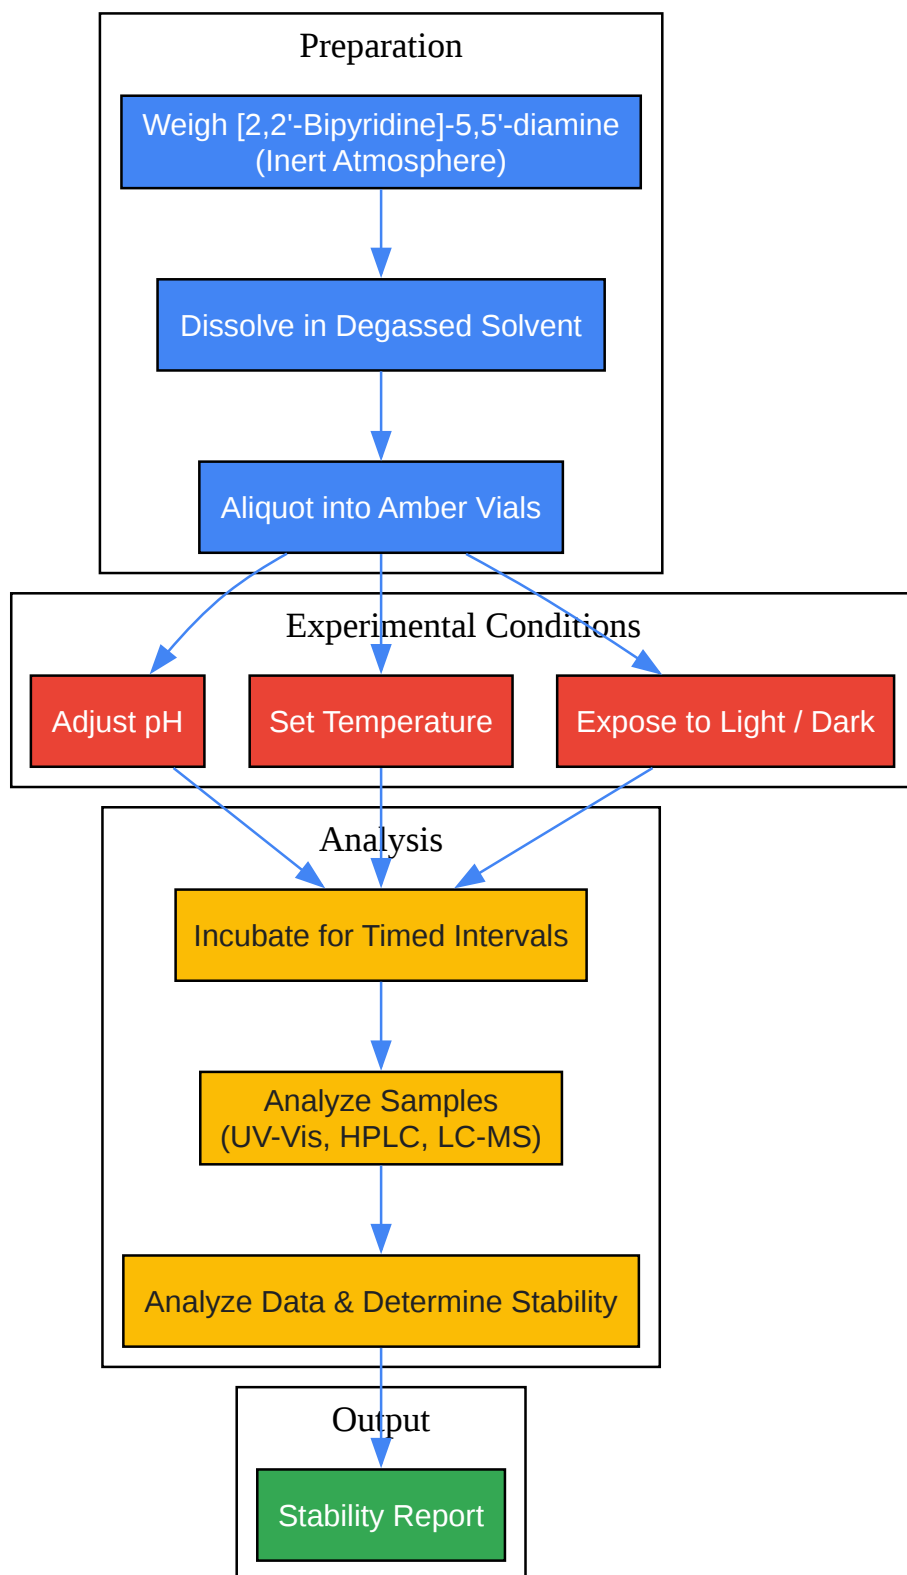 Preparation
Weigh [2,2'-Bipyridine]-5,5'-diamine
(Inert Atmosphere)
Dissolve in Degassed Solvent
Aliquot into Amber Vials
Experimental Conditions
Adjust pH
Set Temperature
Expose to Light / Dark
Analysis
Incubate for Timed Intervals
Analyze Samples
(UV-Vis, HPLC, LC-MS)
Analyze Data & Determine Stability
Output
Stability Report